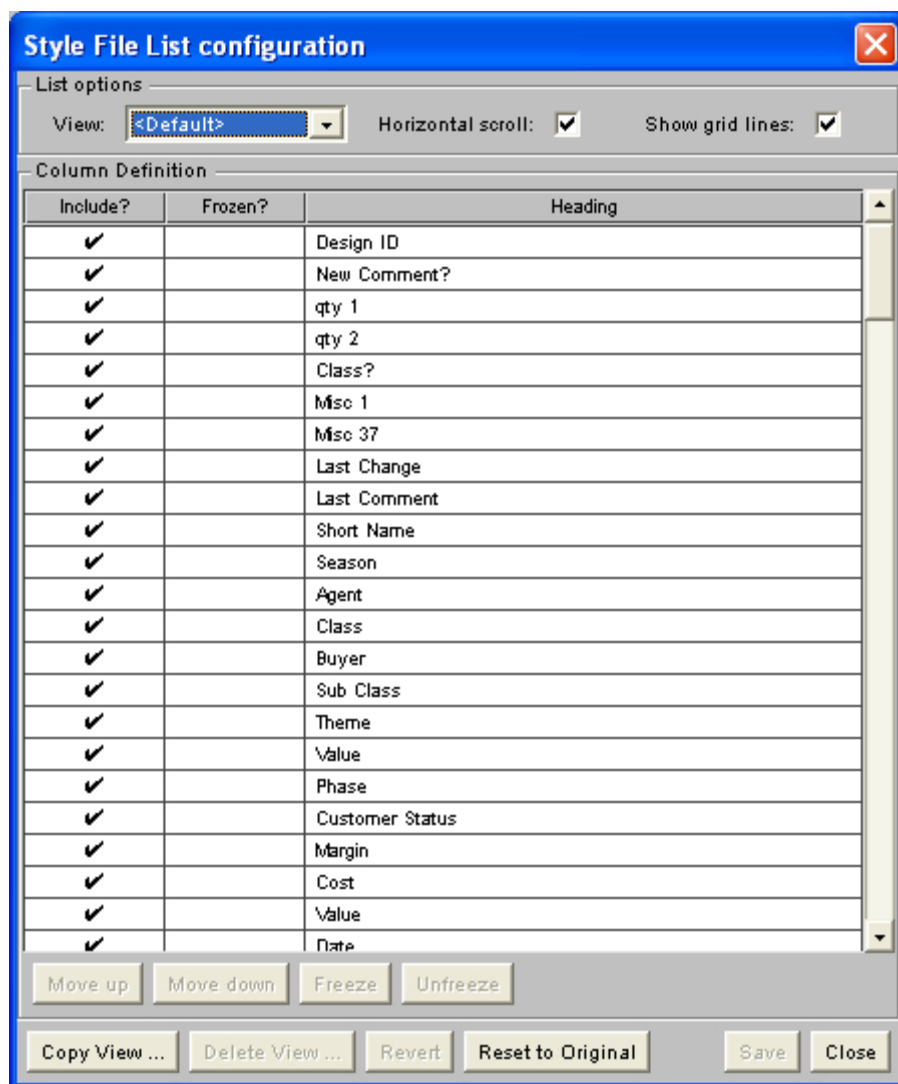 Style File List configuration
List options
View: <Default> Horizontal scroll: Show grid lines:
Column Definition
Include? Frozen? Heading
Design ID
New Comment?
qty 1
qty 2
Class?
Misc 1
Misc 37
Last Change
Last Comment
Short Name
Season
Agent
Class
Buyer
Sub Class
Theme
Value
Phase
Customer Status
Margin
Cost
Value
Date
Move up Move down Freeze Unfreeze
Copy View ... Delete View ... Revert Reset to Original Save Close